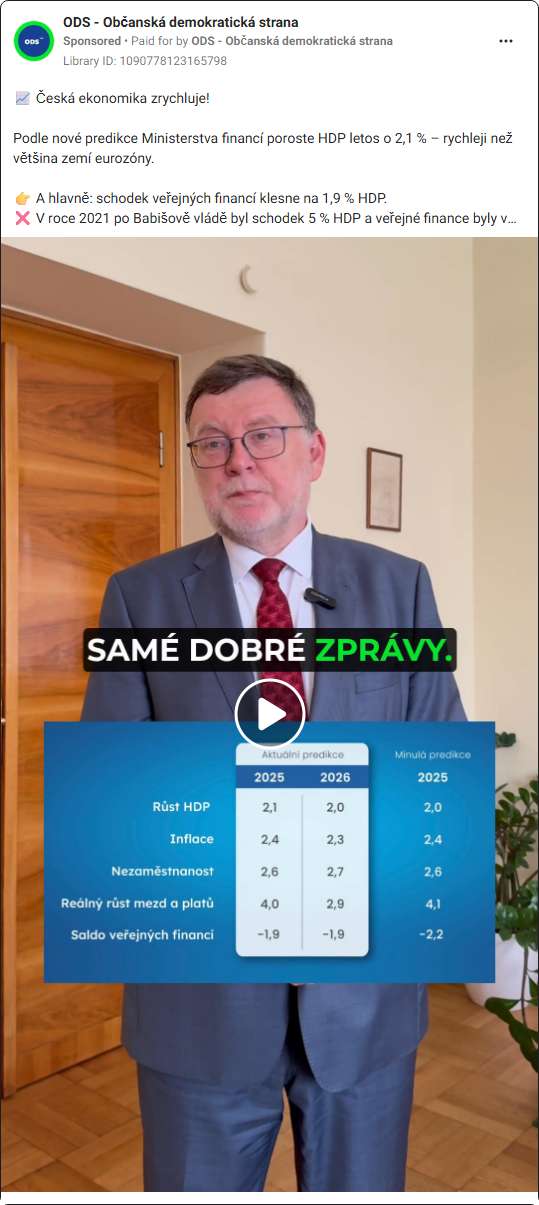 ODS - Občanská demokratická strana
Sponsored • Paid for by ODS - Občanská demokratická strana
Library ID: 1090778123165798
📈 Česká ekonomika zrychluje!
Podle nové predikce Ministerstva financí poroste HDP letos o 2,1 % – rychleji než
většina zemí eurozóny.
👉 A hlavně: schodek veřejných financí klesne na 1,9 % HDP.
❌ V roce 2021 po Babišově vládě byl schodek 5 % HDP a veřejné finance byly v…
ODS
SAMÉ DOBRÉ ZPRÁVY.
Aktuální predikce Minulá predikce
2025 2026 2025
Růst HDP 2,1 2,0 2,0
Inflace 2,4 2,3 2,4
Nezaměstnanost 2,6 2,7 2,6
Reálný růst mezd a platů 4,0 2,9 4,1
Saldo veřejných financí -1,9 -1,9 -2,2